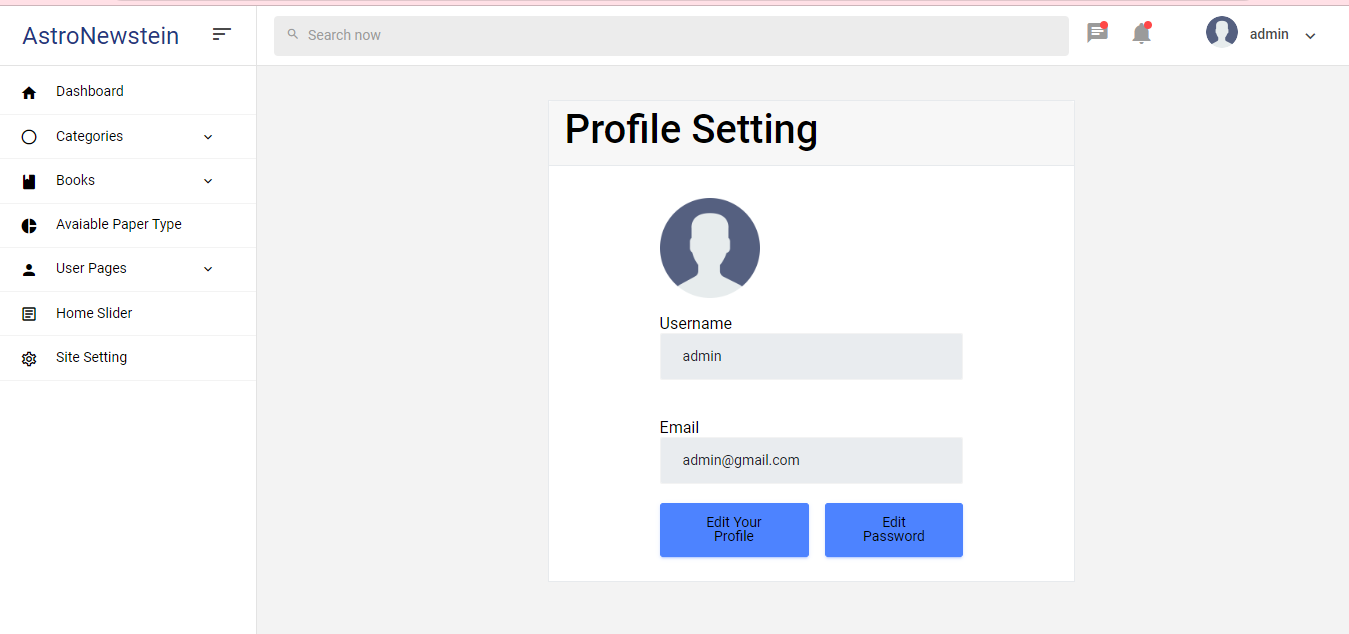 AstroNewstein
Search now
admin
Dashboard
Categories
Books
Avaiable Paper Type
User Pages
Home Slider
Site Setting
Profile Setting
Username
admin
Email
admin@gmail.com
Edit Your
Profile
Edit
Password